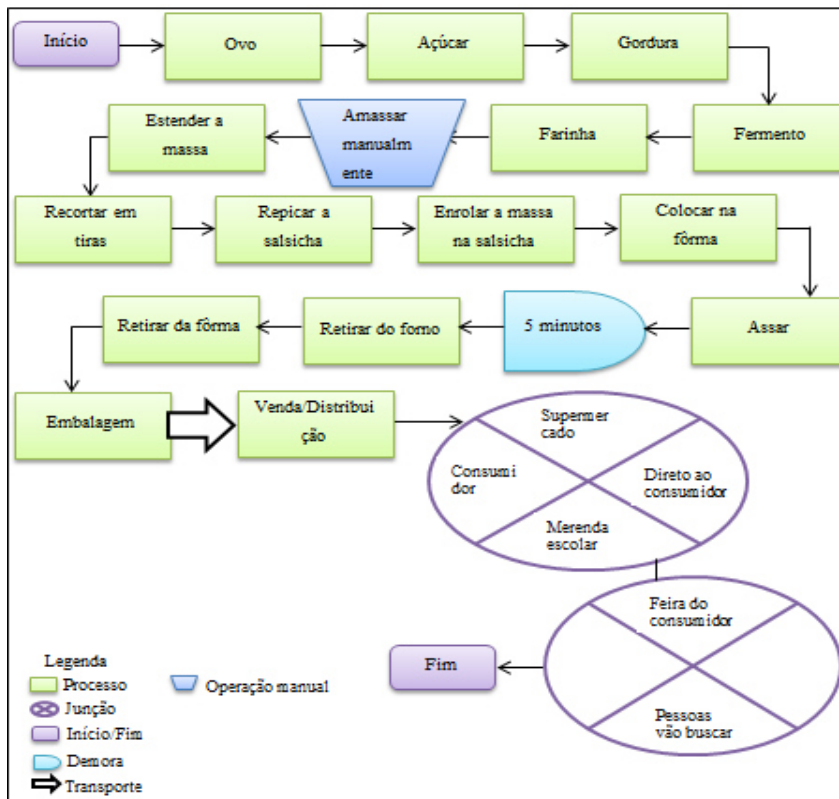 Início
Ovo
Açúcar
Gordura
Fermento
Farinha
Amassar
manualm
ente
Estender a
massa
Recortar em
tiras
Repicar a
salsicha
Enrolar a massa
na salsicha
Colocar na
fôrma
Assar
5 minutos
Retirar do forno
Retirar da fôrma
Embalagem
Venda/Distribui
ção
Supermer
cado
Consumi
dor
Direto ao
consumidor
Merenda
escolar
Feira do
consumidor
Pessoas
vão buscar
Fim
Legenda
Processo
Operação manual
Junção
Início/Fim
Demora
Transporte